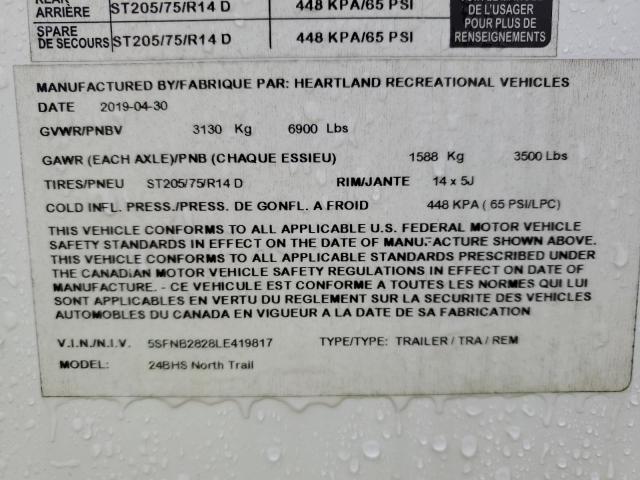 ARRIÈRE ST205/75/R14 D 448 KPA/65 PSI
SPARE
DE SECOURS ST205/75/R14 D 448 KPA/65 PSI
DE L'USAGER
POUR PLUS DE
RENSEIGNEMENTS
MANUFACTURED BY/FABRIQUE PAR: HEARTLAND RECREATIONAL VEHICLES
DATE 2019-04-30
GVWR/PNBV 3130 Kg 6900 Lbs
GAWR (EACH AXLE)/PNB (CHAQUE ESSIEU) 1588 Kg 3500 Lbs
TIRES/PNEU ST205/75/R14 D RIM/JANTE 14 x 5J
COLD INFL. PRESS./PRESS. DE GONFL. A FROID 448 KPA ( 65 PSI/LPC)
THIS VEHICLE CONFORMS TO ALL APPLICABLE U.S. FEDERAL MOTOR VEHICLE
SAFETY STANDARDS IN EFFECT ON THE DATE OF MANUFACTURE SHOWN ABOVE.
THIS VEHICLE CONFORMS TO ALL APPLICABLE STANDARDS PRESCRIBED UNDER
THE CANADIAN MOTOR VEHICLE SAFETY REGULATIONS IN EFFECT ON DATE OF
MANUFACTURE. - CE VEHICULE EST CONFORME A TOUTES LES NORMES QUI LUI
SONT APPLICABLES EN VERTU DU REGLEMENT SUR LA SECURITE DES VEHICLES
AUTOMOBILES DU CANADA EN VIGUEUR A LA DATE DE SA FABRICATION
V.I.N./N.I.V. 5SFNB2828LE419817 TYPE/TYPE: TRAILER / TRA / REM
MODEL: 24BHS North Trail